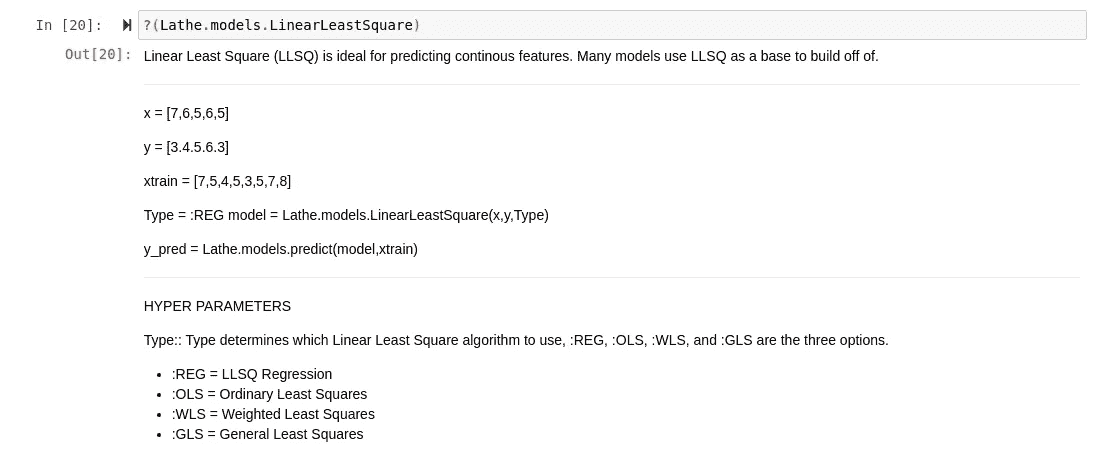 In [20]: ?(Lathe.models.LinearLeastSquare)
Out[20]: Linear Least Square (LLSQ) is ideal for predicting continous features. Many models use LLSQ as a base to build off of.
x = [7,6,5,6,5]
y = [3.4.5.6.3]
xtrain = [7,5,4,5,3,5,7,8]
Type = :REG model = Lathe.models.LinearLeastSquare(x,y,Type)
y_pred = Lathe.models.predict(model,xtrain)
HYPER PARAMETERS
Type:: Type determines which Linear Least Square algorithm to use, :REG, :OLS, :WLS, and :GLS are the three options.
• :REG = LLSQ Regression
• :OLS = Ordinary Least Squares
• :WLS = Weighted Least Squares
• :GLS = General Least Squares